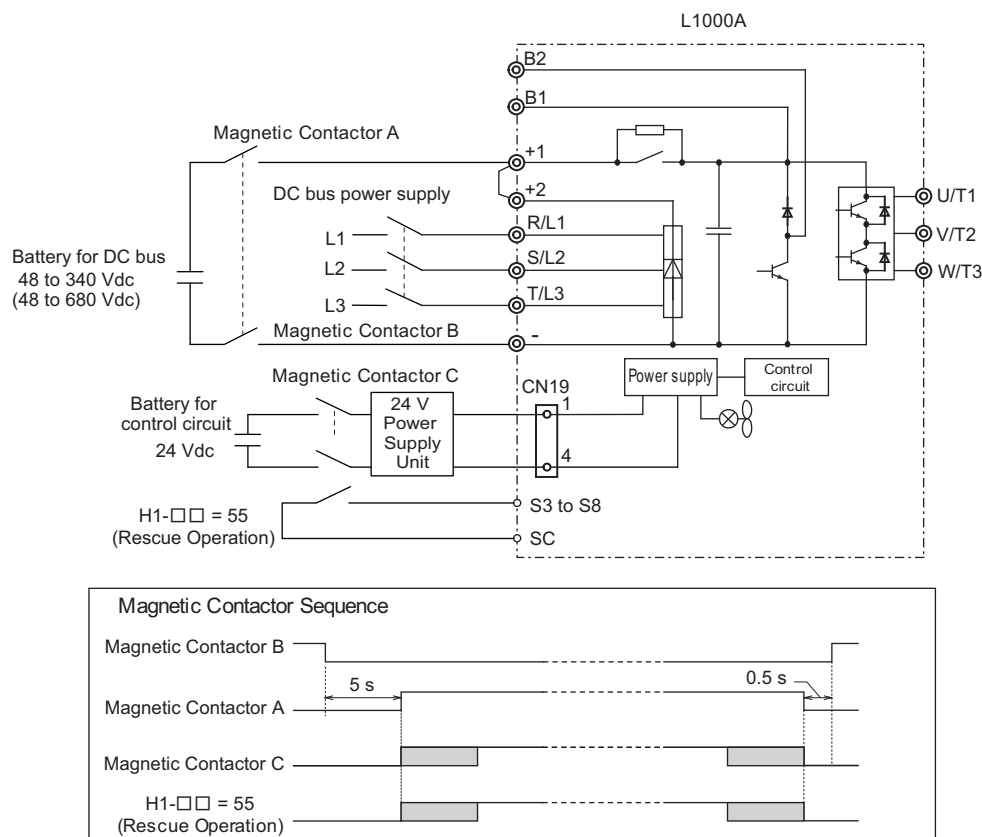 L1000A
B2
B1
Magnetic Contactor A
+1
DC bus power supply
+2
R/L1
L1
S/L2
L2
T/L3
L3
U/T1
V/T2
W/T3
Battery for DC bus
48 to 340 Vdc
(48 to 680 Vdc)
Magnetic Contactor B
-
Magnetic Contactor C
CN19
Power supply
Control
circuit
Battery for
control circuit
24 Vdc
24 V
Power
Supply
Unit
1
4
H1-□□ = 55
(Rescue Operation)
S3 to S8
SC
Magnetic Contactor Sequence
Magnetic Contactor B
5 s
0.5 s
Magnetic Contactor A
Magnetic Contactor C
H1-□□ = 55
(Rescue Operation)